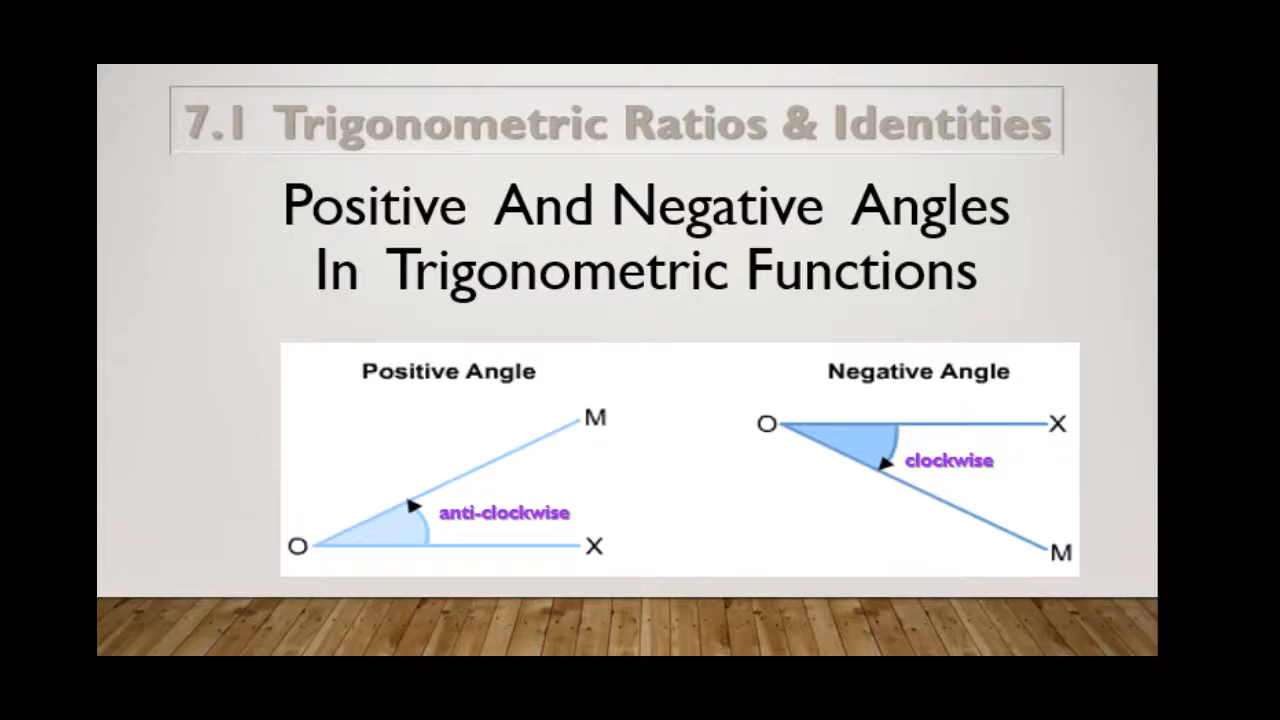 7.1 Trigonometric Ratios & Identities
Positive And Negative Angles
In Trigonometric Functions
Positive Angle
M
anti-clockwise
O
X
Negative Angle
O
X
clockwise
M